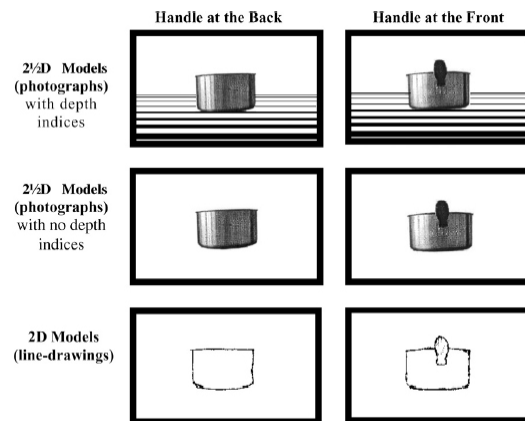 Handle at the Back
Handle at the Front
2½D Models
(photographs)
with depth
indices
2½D Models
(photographs)
with no depth
indices
2D Models
(line-drawings)